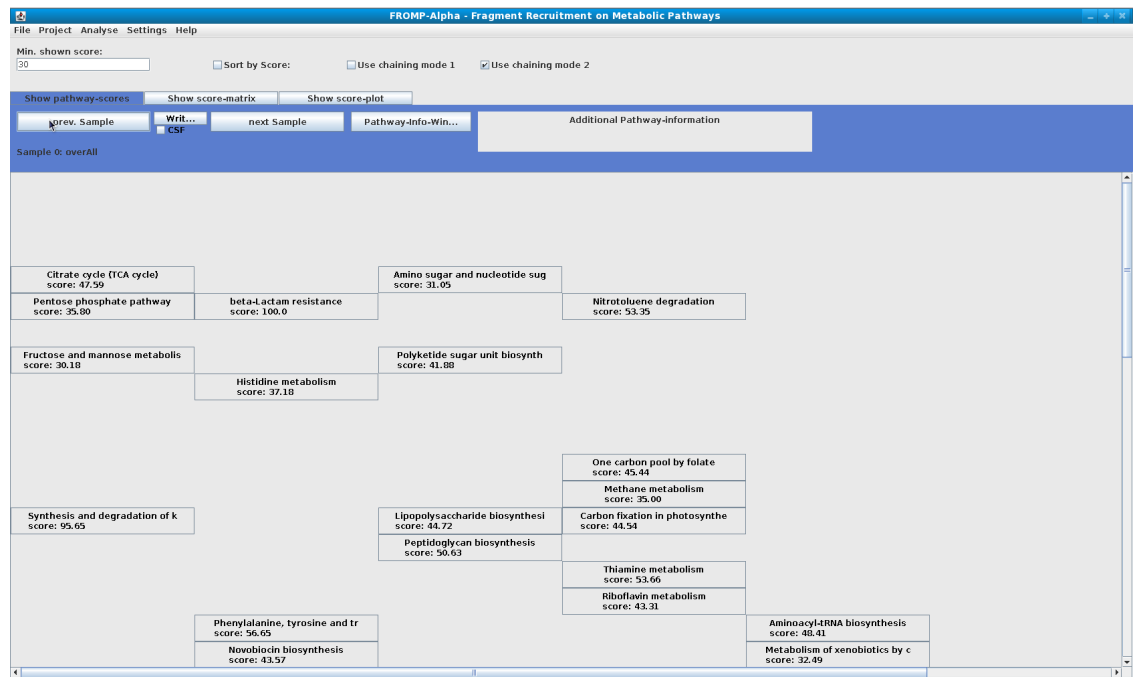 FROMP-Alpha - Fragment Recruitment on Metabolic Pathways
File Project Analyse Settings Help
Min. shown score:
30
Sort by Score:
Use chaining mode 1
Use chaining mode 2
Show pathway-scores
Show score-matrix
Show score-plot
prev. Sample
Writ...
CSF
next Sample
Pathway-Info-Win...
Additional Pathway-information
Sample 0: overAll
Citrate cycle (TCA cycle)
score: 47.59
Amino sugar and nucleotide sug
score: 31.05
Pentose phosphate pathway
score: 35.80
beta-Lactam resistance
score: 100.0
Nitrotoluene degradation
score: 53.35
Fructose and mannose metabolis
score: 30.18
Polyketide sugar unit biosynth
score: 41.88
Histidine metabolism
score: 37.18
One carbon pool by folate
score: 45.44
Methane metabolism
score: 35.00
Synthesis and degradation of k
score: 95.65
Lipopolysaccharide biosynthesi
score: 44.72
Carbon fixation in photosynthe
score: 44.54
Peptidoglycan biosynthesis
score: 50.63
Thiamine metabolism
score: 53.66
Riboflavin metabolism
score: 43.31
Phenylalanine, tyrosine and tr
score: 56.65
Aminoacyl-tRNA biosynthesis
score: 48.41
Novobiocin biosynthesis
score: 43.57
Metabolism of xenobiotics by c
score: 32.49